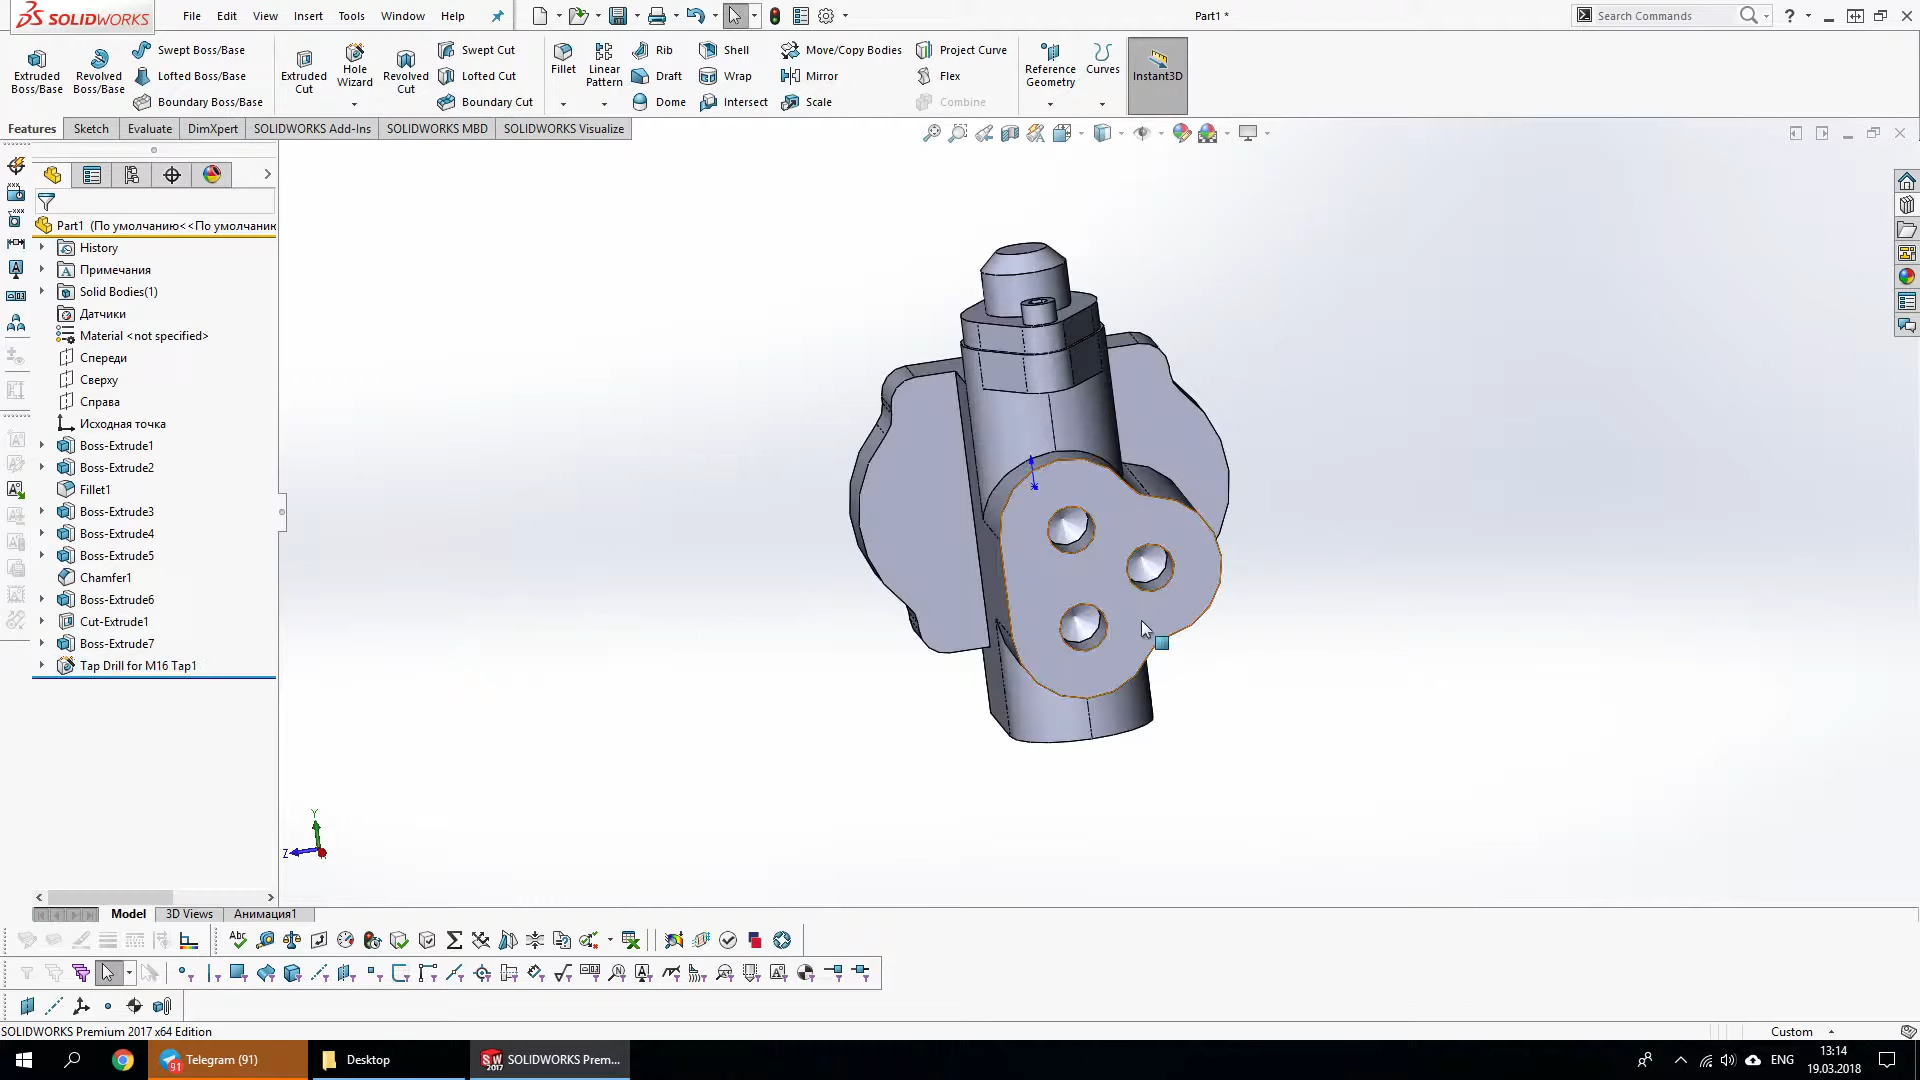 SOLIDWORKS
File Edit View Insert Tools Window Help
Part1 *
Search Commands
Extruded Boss/Base
Revolved Boss/Base
Swept Boss/Base
Lofted Boss/Base
Boundary Boss/Base
Extruded Cut
Hole Wizard
Revolved Cut
Swept Cut
Lofted Cut
Boundary Cut
Fillet
Linear Pattern
Rib
Draft
Dome
Shell
Wrap
Intersect
Move/Copy Bodies
Mirror
Scale
Project Curve
Flex
Combine
Reference Geometry
Curves
Instant3D
Features Sketch Evaluate DimXpert SOLIDWORKS Add-Ins SOLIDWORKS MBD SOLIDWORKS Visualize
Part1 (По умолчанию<<По умолчанию
History
Примечания
Solid Bodies(1)
Датчики
Material <not specified>
Спереди
Сверху
Справа
Исходная точка
Boss-Extrude1
Boss-Extrude2
Fillet1
Boss-Extrude3
Boss-Extrude4
Boss-Extrude5
Chamfer1
Boss-Extrude6
Cut-Extrude1
Boss-Extrude7
Tap Drill for M16 Tap1
Y
Z
Model 3D Views Анимация1
SOLIDWORKS Premium 2017 x64 Edition
Custom
Telegram (91)
91
Desktop
SW
2017
SOLIDWORKS Prem...
ENG
13:14
19.03.2018